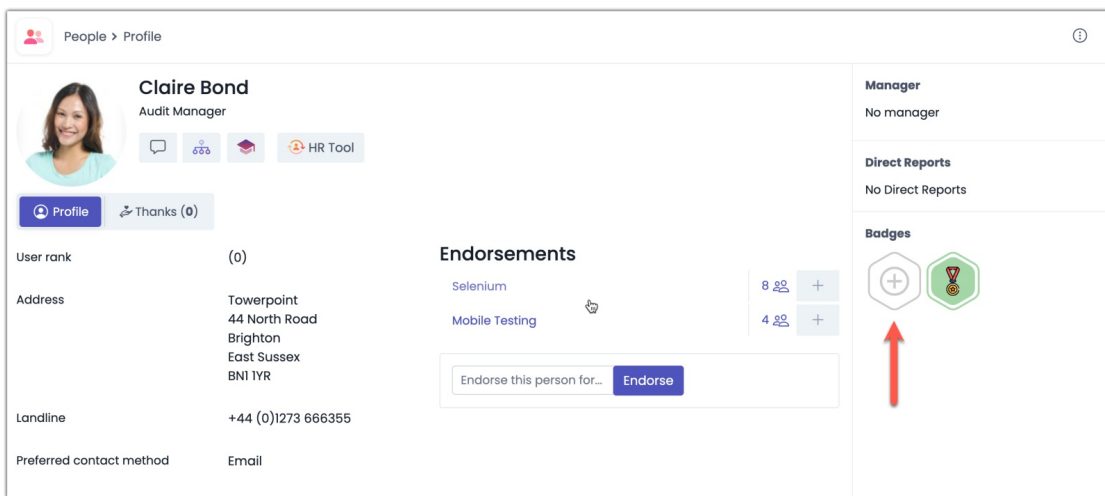 People > Profile
Claire Bond
Audit Manager
HR Tool
Profile
Thanks (0)
User rank (0)
Address Towerpoint
44 North Road
Brighton
East Sussex
BN1 1YR
Landline +44 (0)1273 666355
Preferred contact method Email
Endorsements
Selenium 8 +
Mobile Testing 4 +
Endorse this person for... Endorse
Manager
No manager
Direct Reports
No Direct Reports
Badges